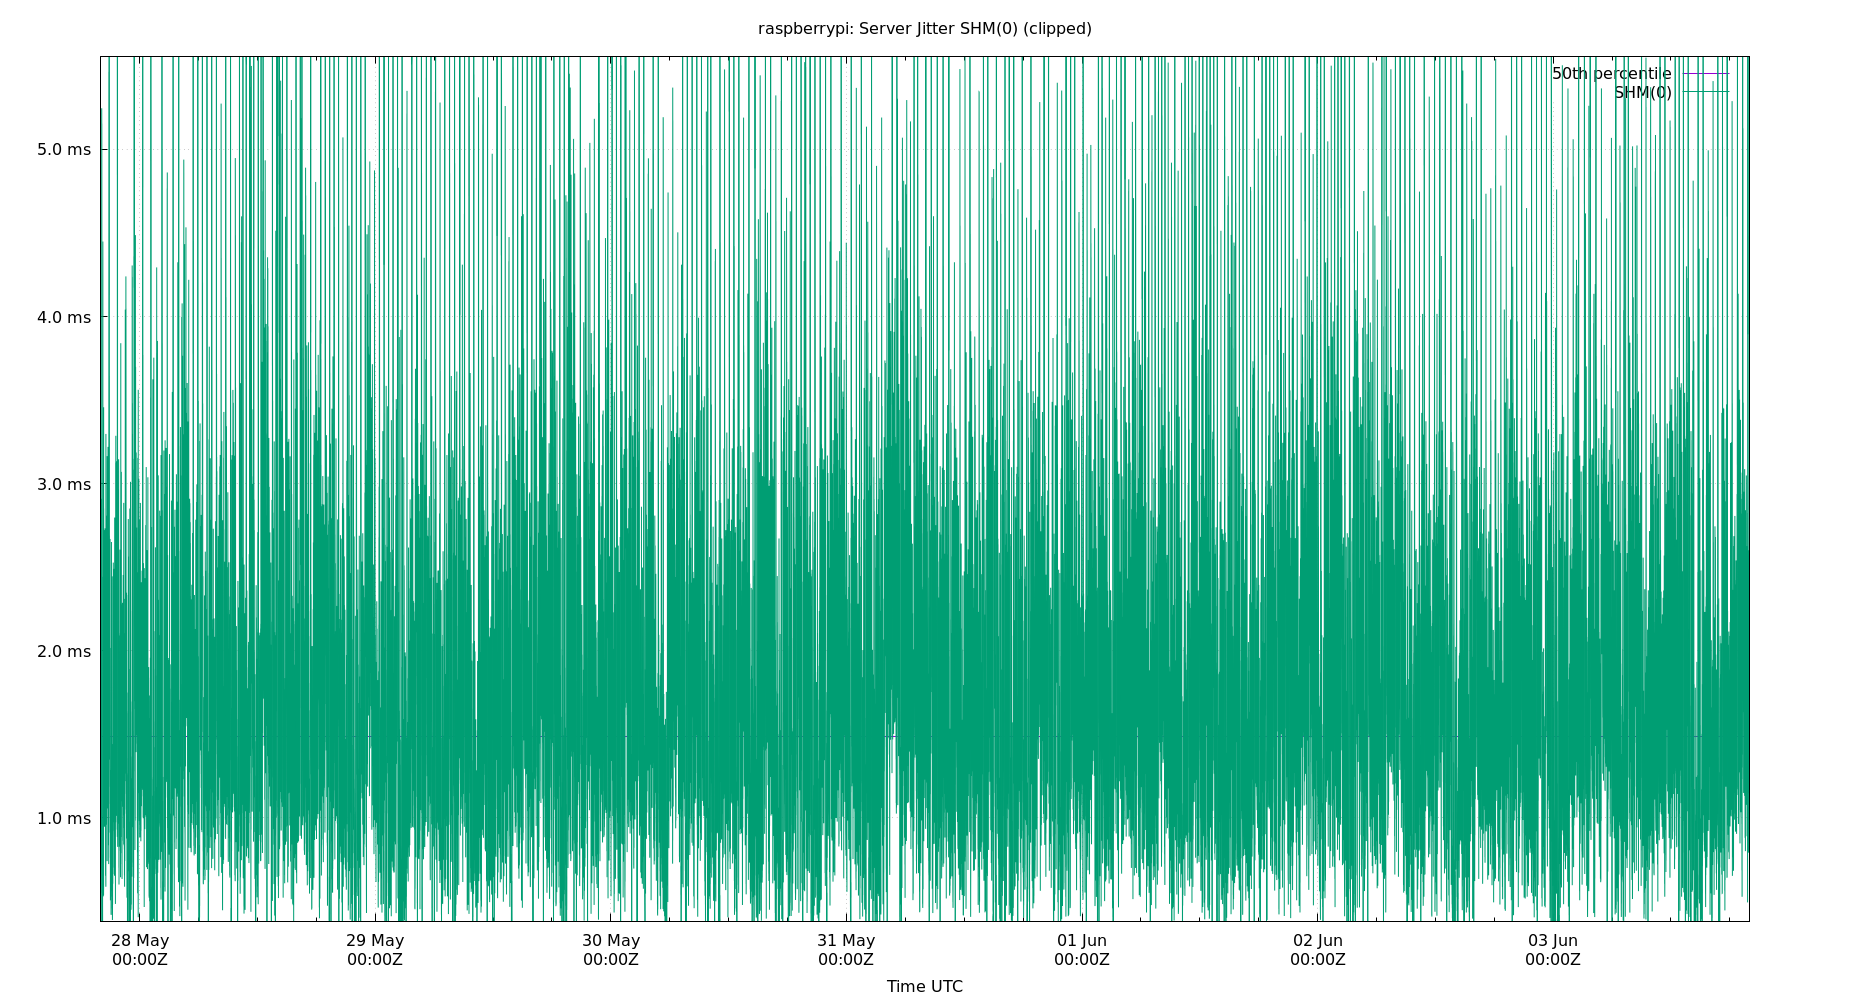 raspberrypi: Server Jitter SHM(0) (clipped)
50th percentile
SHM(0)
5.0 ms
4.0 ms
3.0 ms
2.0 ms
1.0 ms
28 May 29 May 30 May 31 May 01 Jun 02 Jun 03 Jun
00:00Z 00:00Z 00:00Z 00:00Z 00:00Z 00:00Z 00:00Z
Time UTC